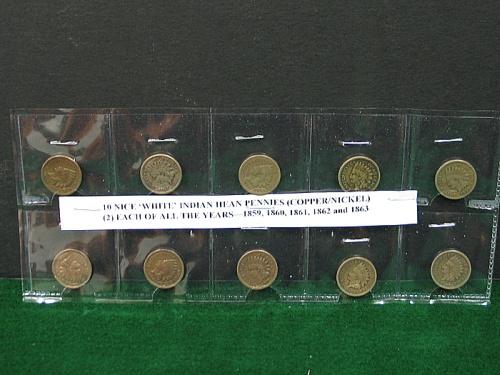 10 NICE 'WHITE' INDIAN HEAN PENNIES (COPPER/NICKEL)
(2) EACH OF ALL THE YEARS—1859, 1860, 1861, 1862 and 1863